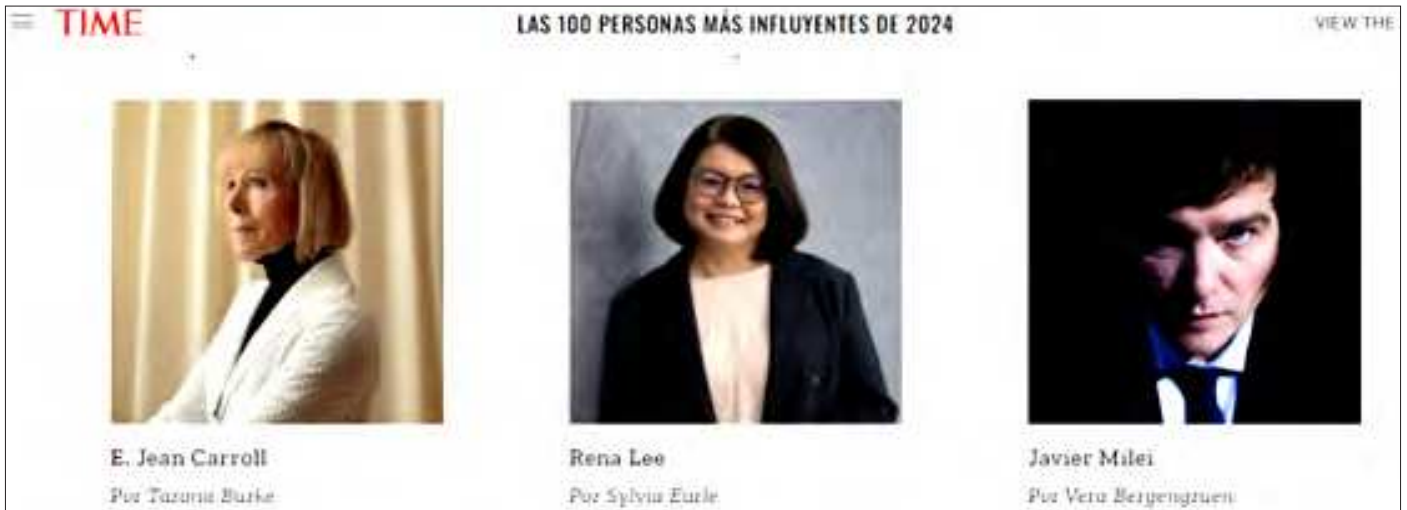 TIME
LAS 100 PERSONAS MÁS INFLUYENTES DE 2024
VIEW THE
E. Jean Carroll
Rena Lee
Javier Milei
Por Tarana Burke
Por Sylvia Earle
Por Vera Bergengruen